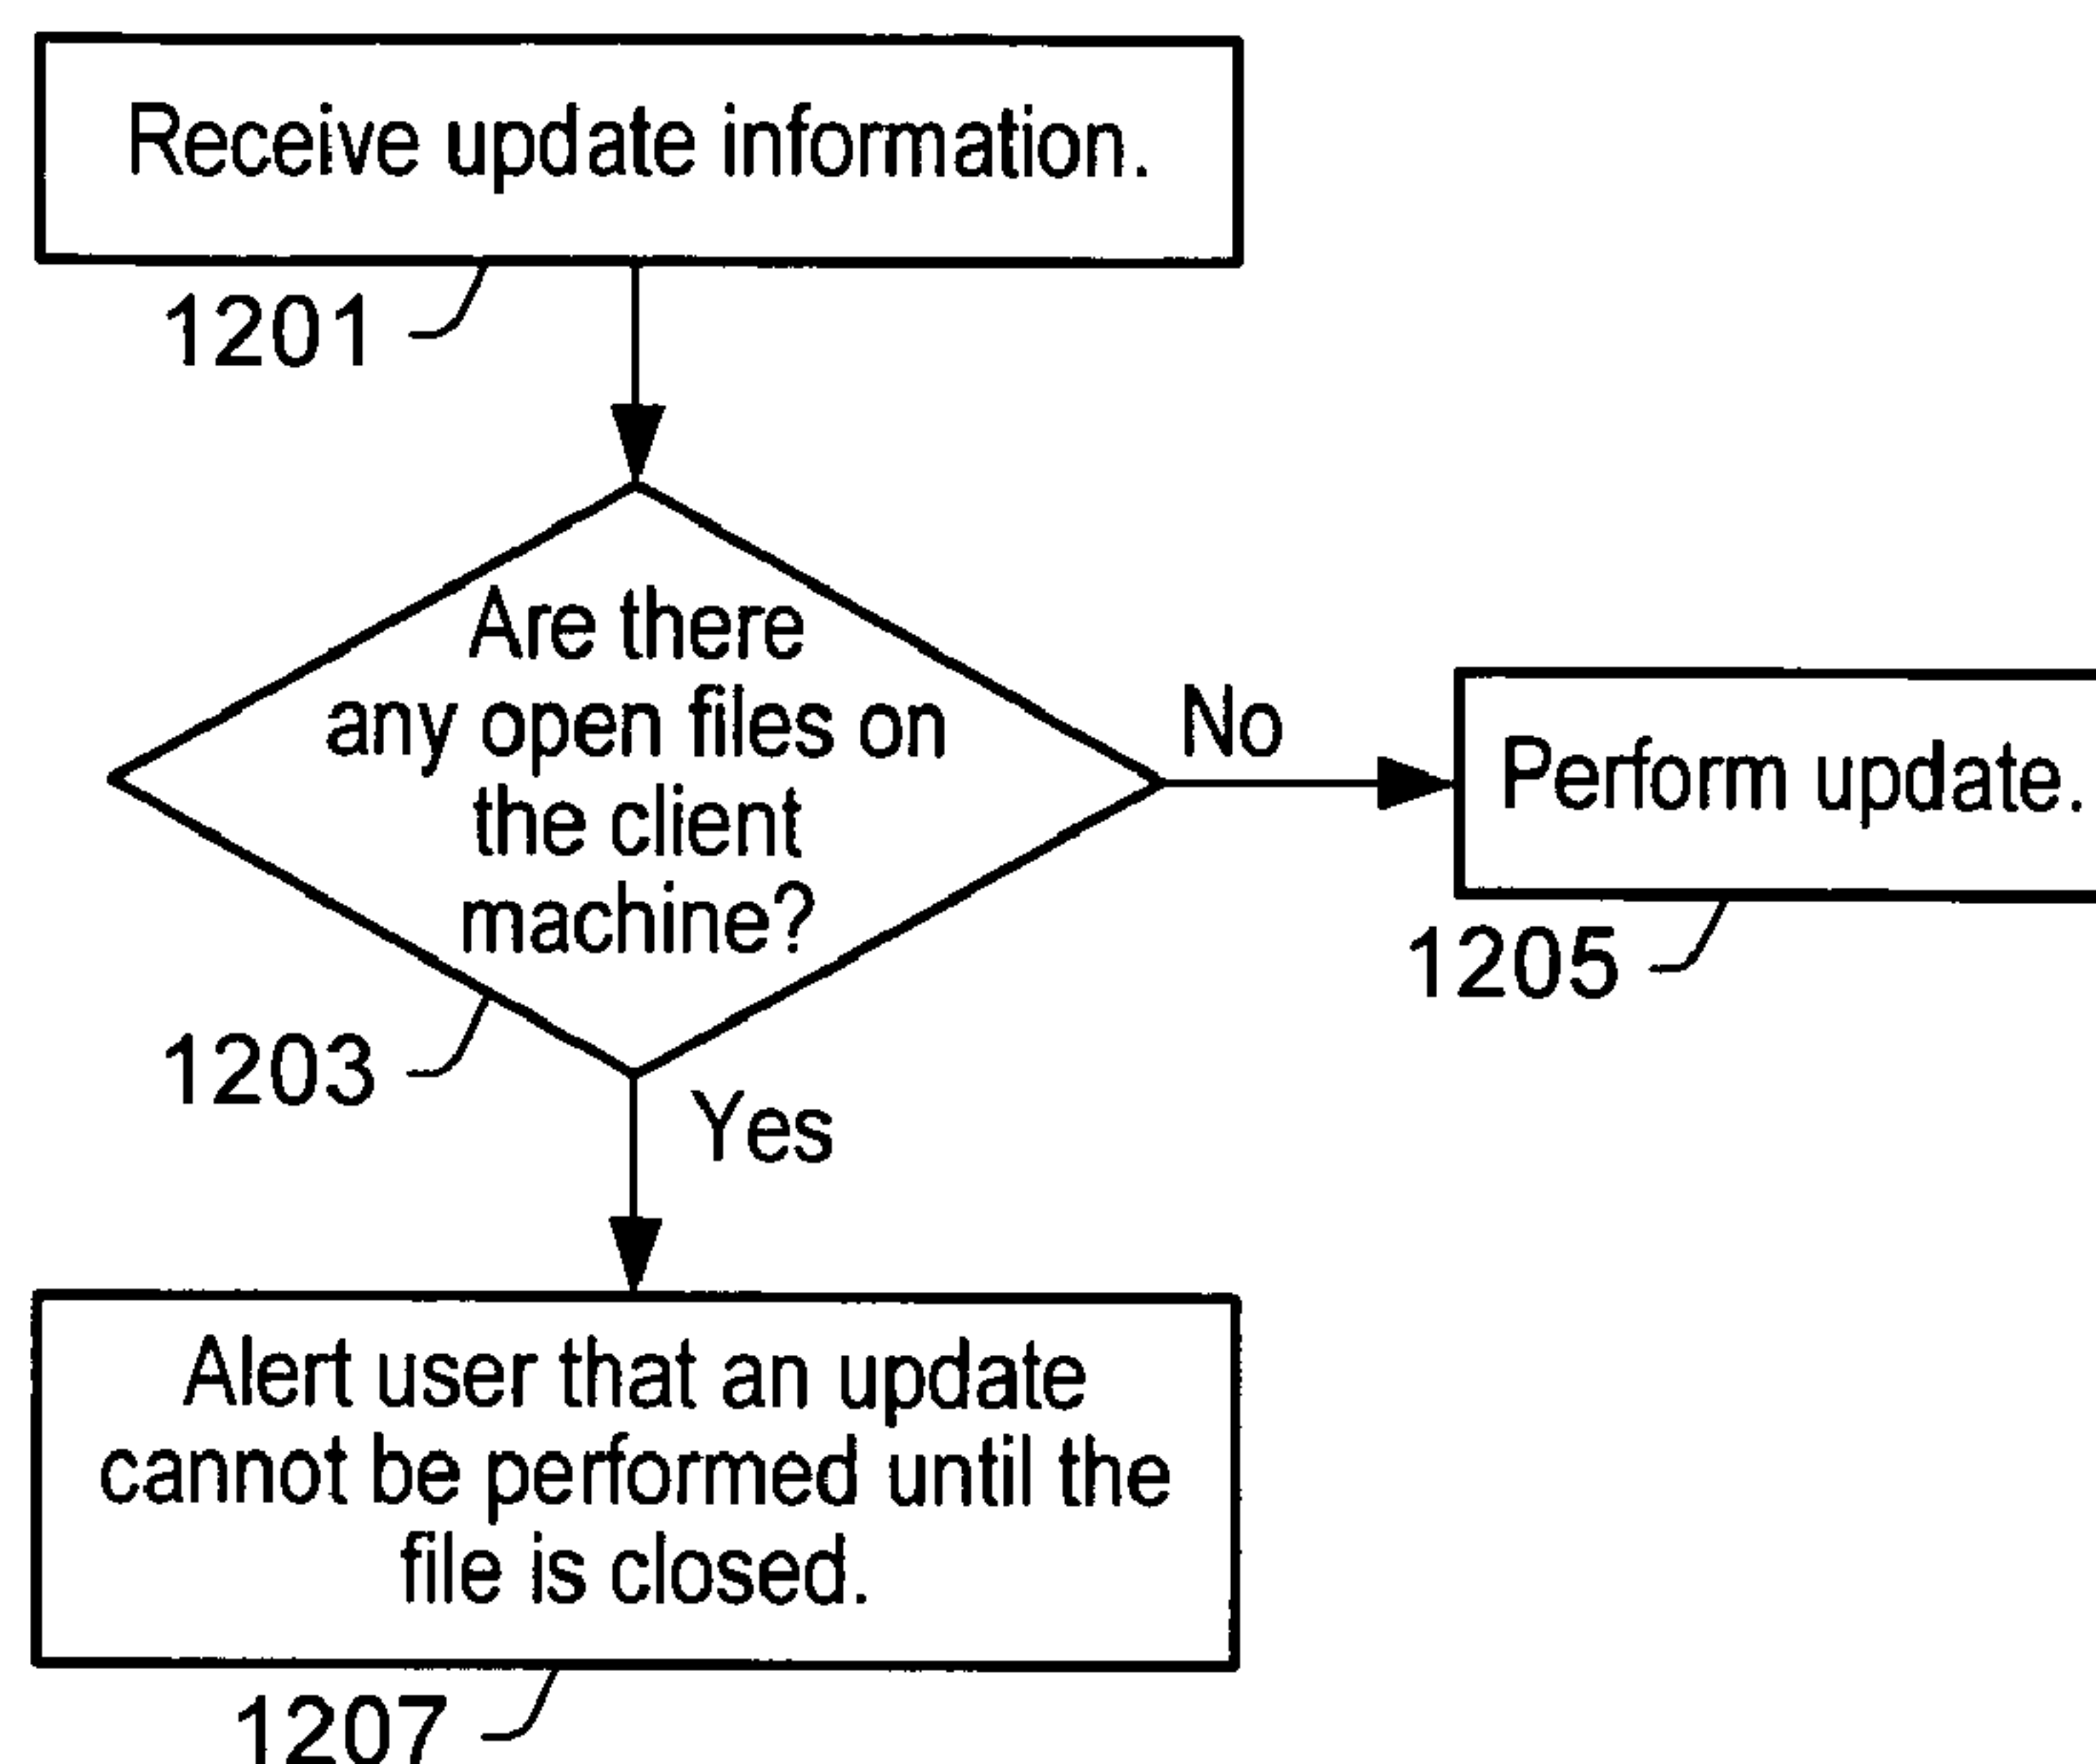 Receive update information.
1201
Are there
any open files on
the client
machine?
No
Perform update.
1205
1203
Yes
Alert user that an update
cannot be performed until the
file is closed.
1207